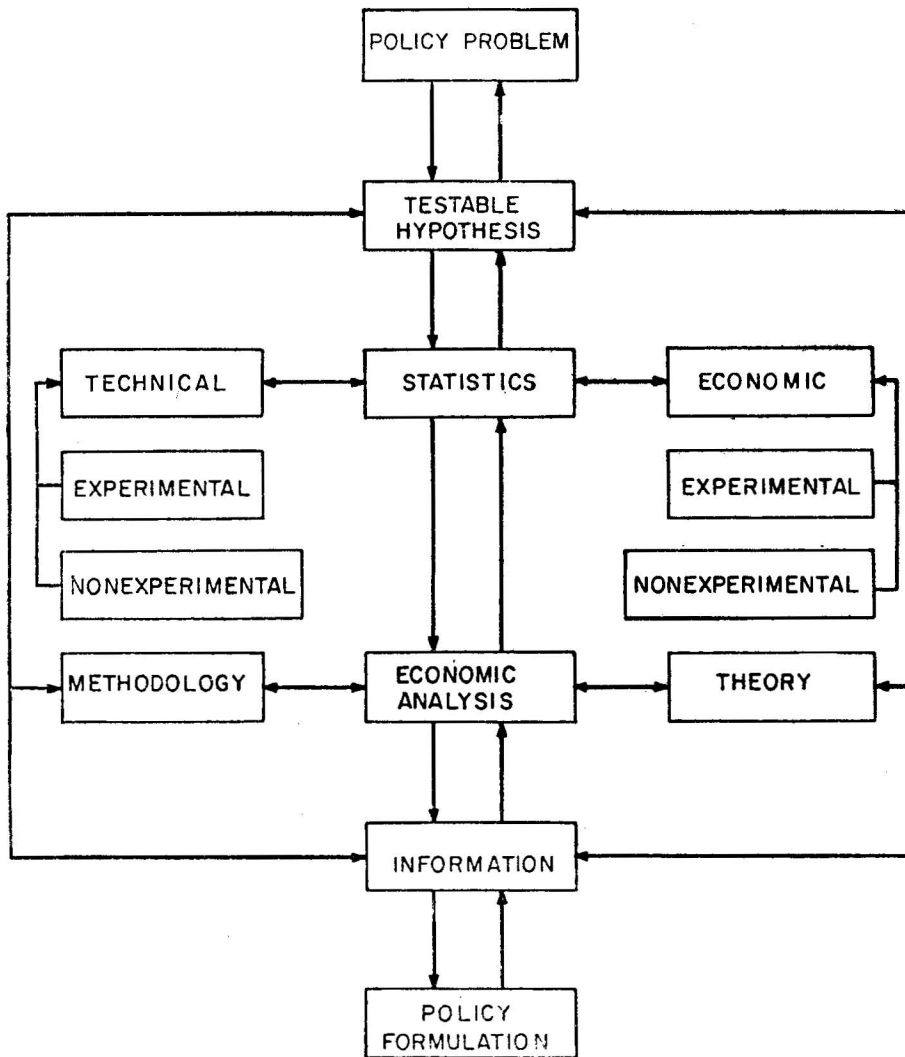 POLICY PROBLEM
TESTABLE
HYPOTHESIS
TECHNICAL
STATISTICS
ECONOMIC
EXPERIMENTAL
EXPERIMENTAL
NONEXPERIMENTAL
NONEXPERIMENTAL
METHODOLOGY
ECONOMIC
ANALYSIS
THEORY
INFORMATION
POLICY
FORMULATION